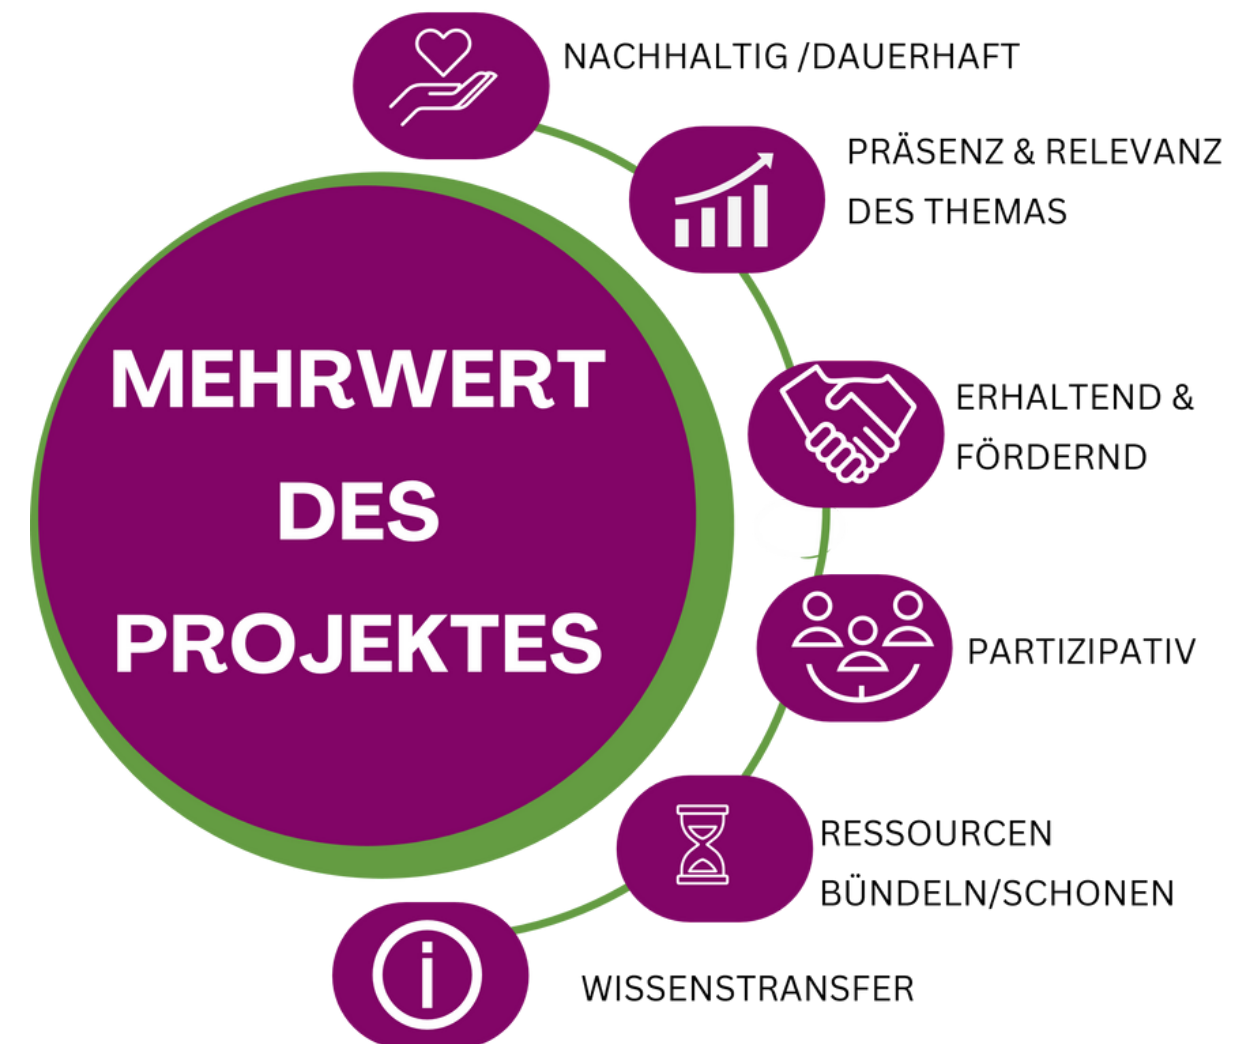 NACHHALTIG /DAUERHAFT
PRÄSENZ & RELEVANZ
DES THEMAS
MEHRWERT
DES
PROJEKTES
ERHALTEND &
FÖRDERND
PARTIZIPATIV
RESSOURCEN
BÜNDELN/SCHONEN
WISSENSTRANSFER